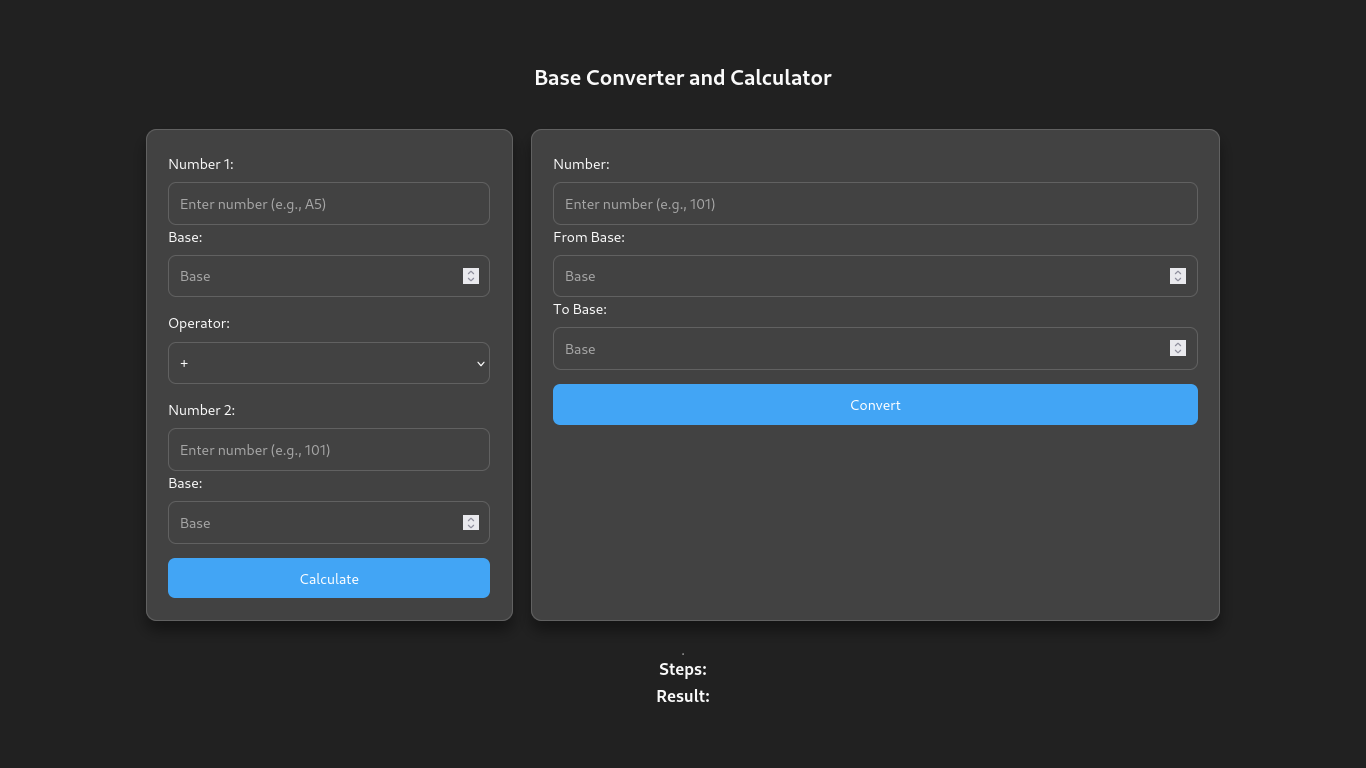 Base Converter and Calculator
Number 1:
Enter number (e.g., A5)
Base:
Base
Operator:
+
Number 2:
Enter number (e.g., 101)
Base:
Base
Calculate
Number:
Enter number (e.g., 101)
From Base:
Base
To Base:
Base
Convert
Steps:
Result: